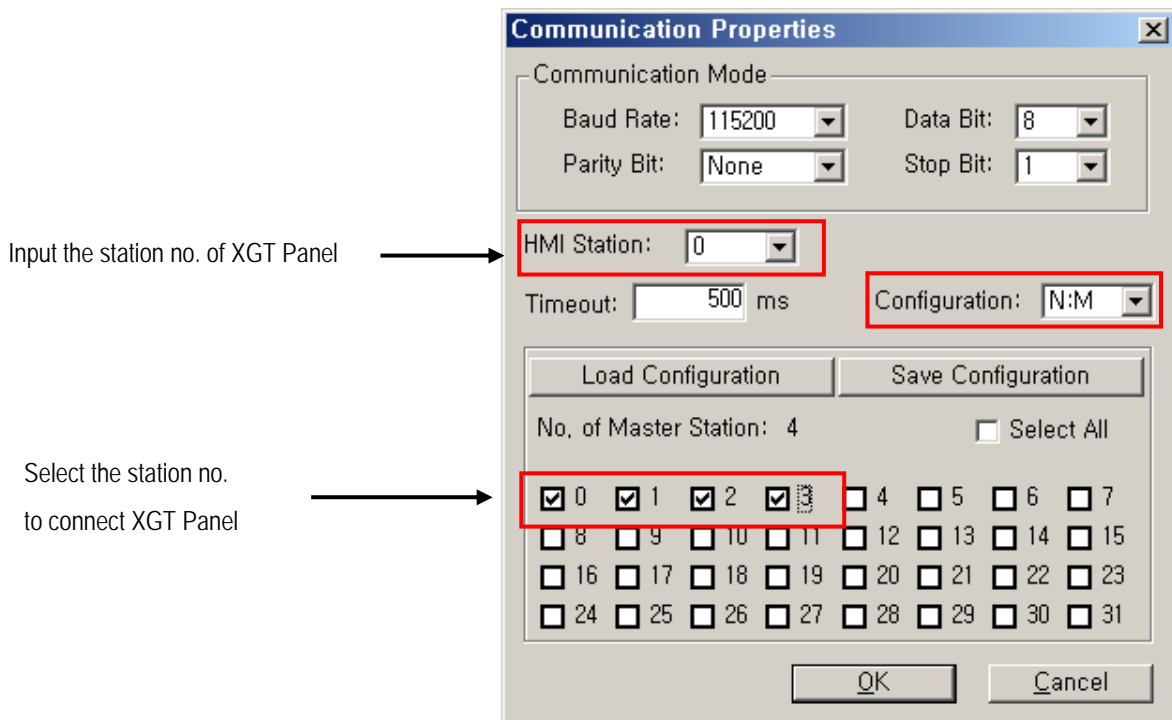 Communication Properties
Communication Mode
Baud Rate: 115200 Data Bit: 8
Parity Bit: None Stop Bit: 1
Input the station no. of XGT Panel
HMI Station: 0
Timeout: 500 ms Configuration: N:M
Load Configuration Save Configuration
No, of Master Station: 4 Select All
Select the station no.
to connect XGT Panel
0 1 2 3 4 5 6 7
8 9 10 11 12 13 14 15
16 17 18 19 20 21 22 23
24 25 26 27 28 29 30 31
OK Cancel